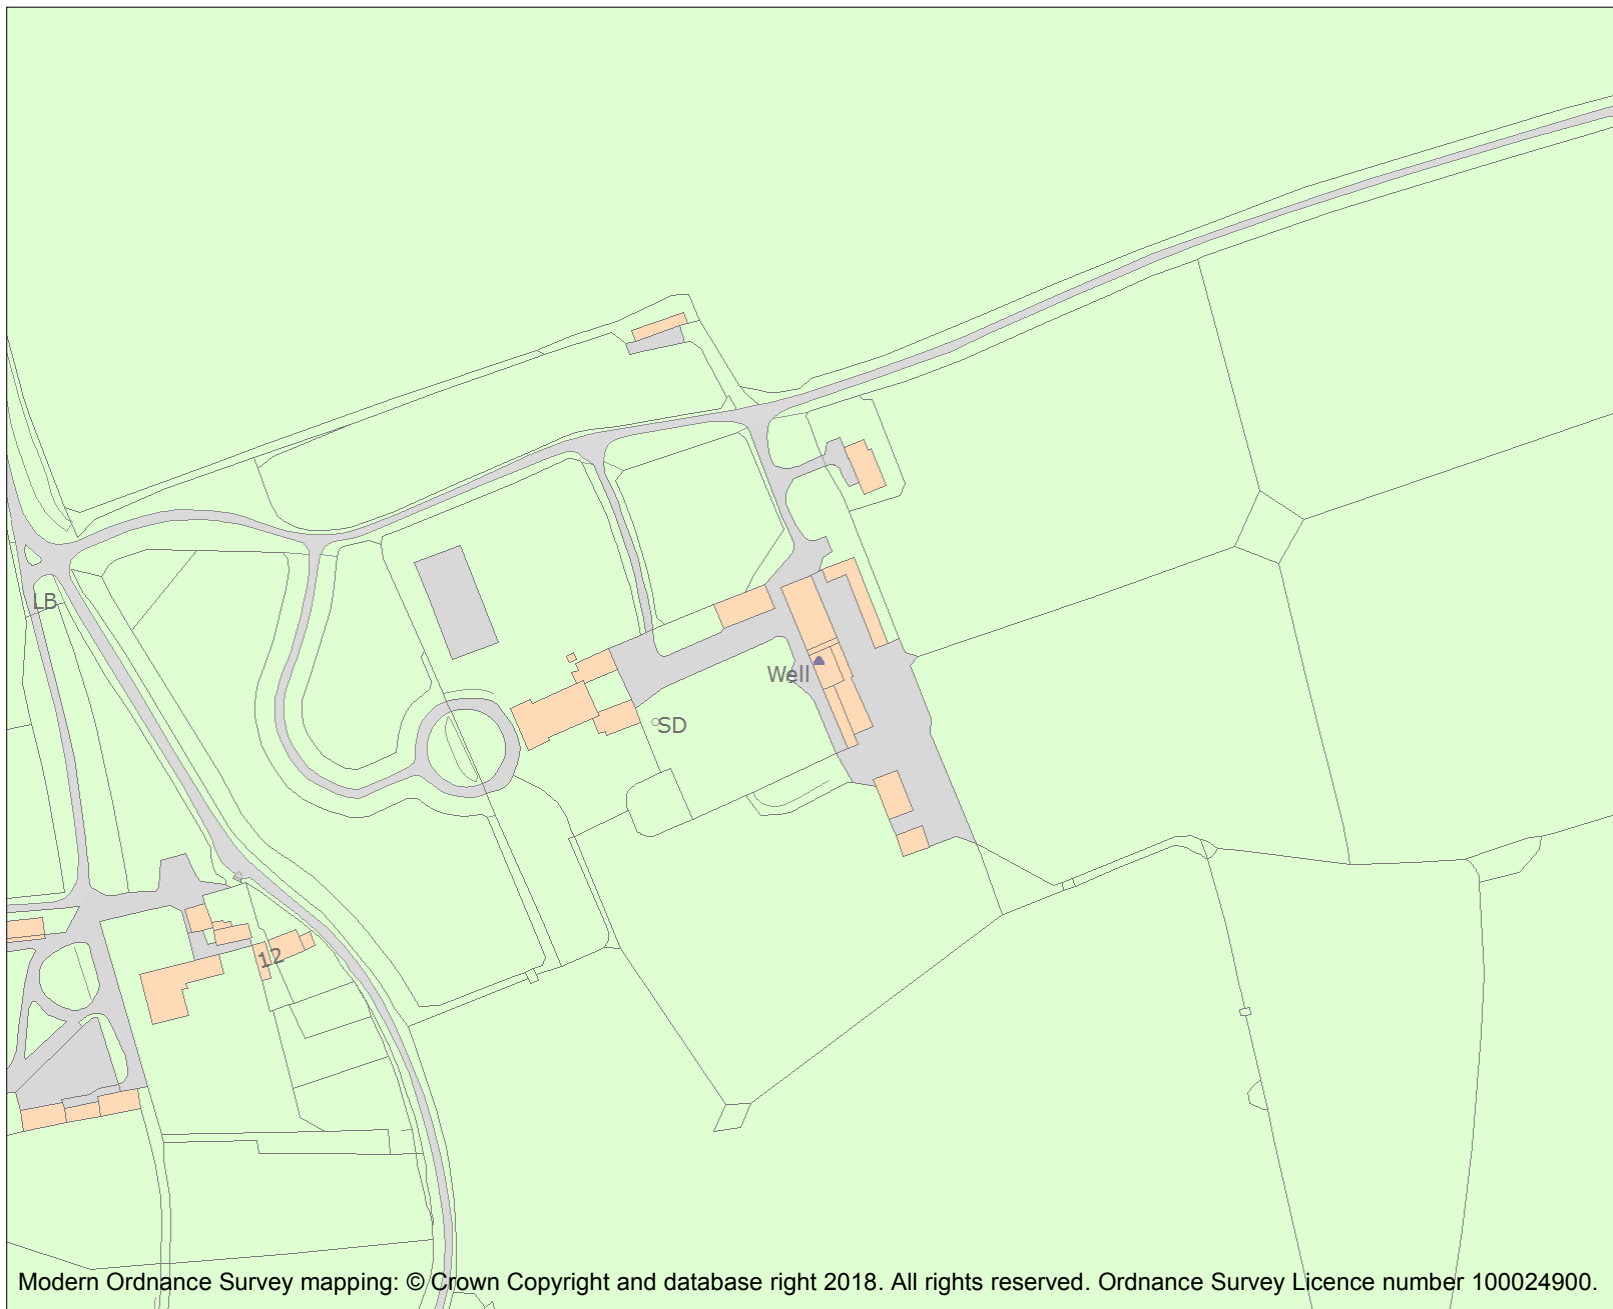 LB
Well
SD
12
Modern Ordnance Survey mapping: © Crown Copyright and database right 2018. All rights reserved. Ordnance Survey Licence number 100024900.